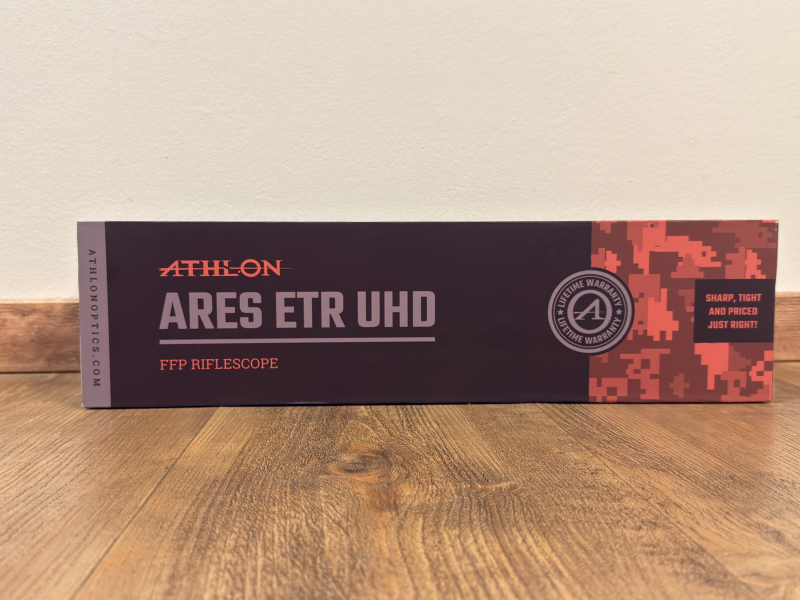 ATHLONOPTICS.COM
ATHLON
ARES ETR UHD
FFP RIFLESCOPE
LIFETIME WARRANTY
LIFETIME WARRANTY
SHARP, TIGHT
AND PRICED
JUST RIGHT!